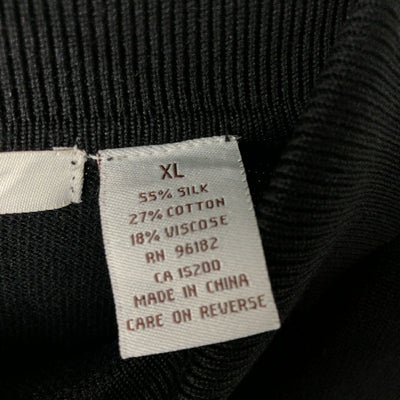 XL
55% SILK
27% COTTON
18% VISCOSE
RN 96182
CA 15200
MADE IN CHINA
CARE ON REVERSE